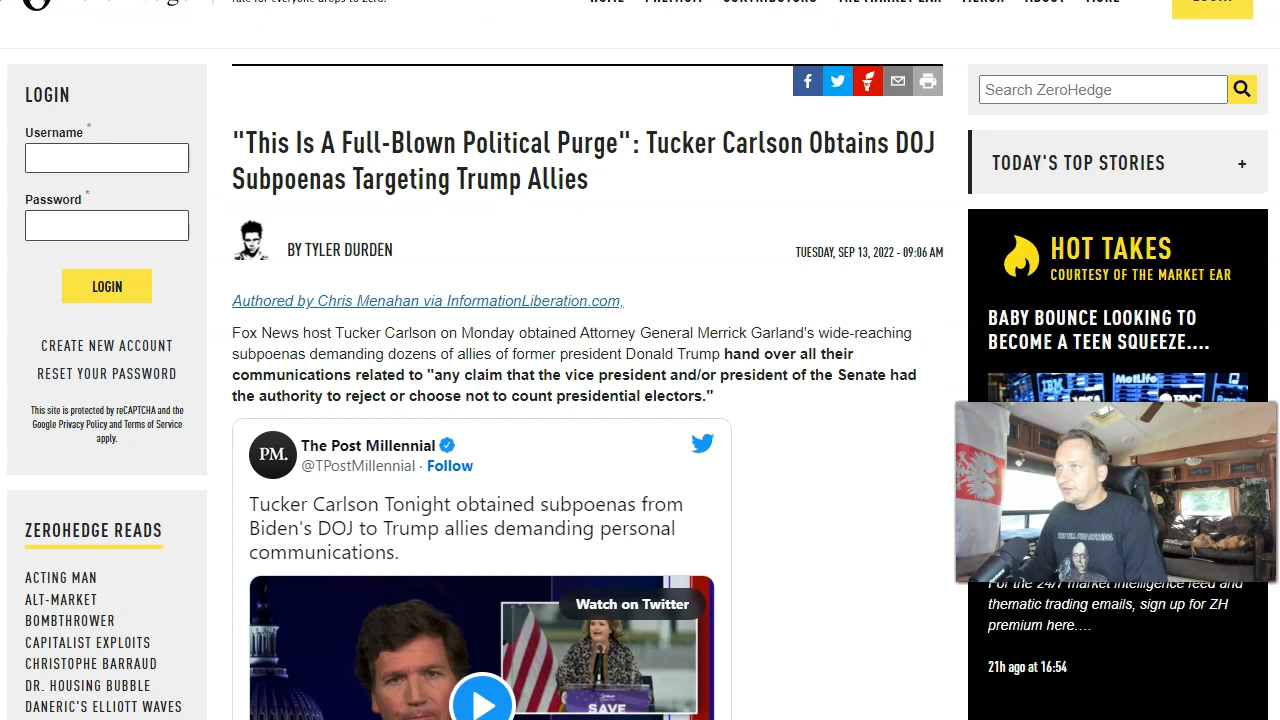 LOGIN
Username *
Password *
LOGIN
CREATE NEW ACCOUNT
RESET YOUR PASSWORD
This site is protected by reCAPTCHA and the
Google Privacy Policy and Terms of Service
apply.
ZEROHEDGE READS
ACTING MAN
ALT-MARKET
BOMBTHROWER
CAPITALIST EXPLOITS
CHRISTOPHE BARRAUD
DR. HOUSING BUBBLE
DANERIC'S ELLIOTT WAVES
"This Is A Full-Blown Political Purge": Tucker Carlson Obtains DOJ
Subpoenas Targeting Trump Allies
BY TYLER DURDEN
TUESDAY, SEP 13, 2022 - 09:06 AM
Authored by Chris Menahan via InformationLiberation.com,
Fox News host Tucker Carlson on Monday obtained Attorney General Merrick Garland's wide-reaching
subpoenas demanding dozens of allies of former president Donald Trump hand over all their
communications related to "any claim that the vice president and/or president of the Senate had
the authority to reject or choose not to count presidential electors."
PM.
The Post Millennial
@TPostMillennial · Follow
Tucker Carlson Tonight obtained subpoenas from
Biden's DOJ to Trump allies demanding personal
communications.
Watch on Twitter
SAVE
Search ZeroHedge
TODAY'S TOP STORIES +
HOT TAKES
COURTESY OF THE MARKET EAR
BABY BOUNCE LOOKING TO
BECOME A TEEN SQUEEZE....
IBM
MetLife
For the 24/7 market intelligence feed and
thematic trading emails, sign up for ZH
premium here....
21h ago at 16:54